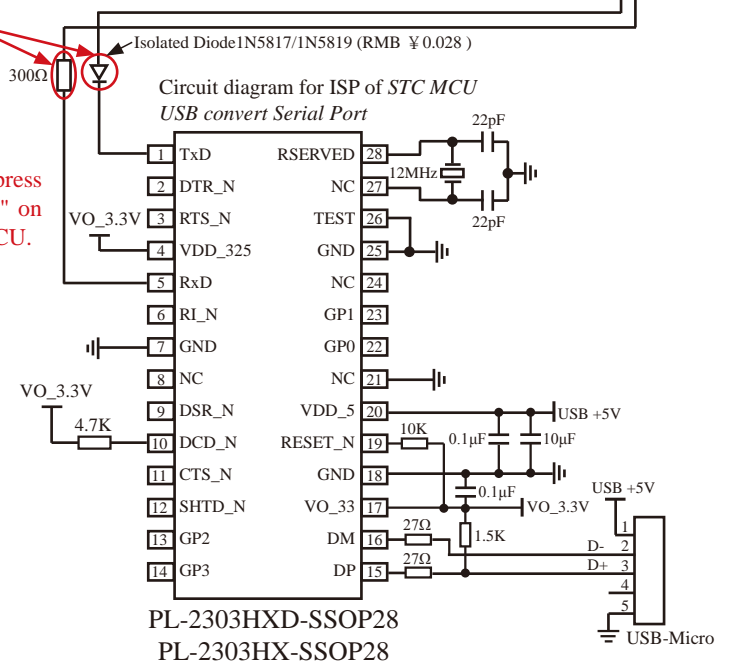 Isolated Diode1N5817/1N5819 (RMB ¥0.028 )
300Ω
Circuit diagram for ISP of STC MCU
USB convert Serial Port
press
" on
CU.
22pF
12MHz
22pF
VO_3.3V
1 TxD RSERVED 28
2 DTR_N NC 27
3 RTS_N TEST 26
4 VDD_325 GND 25
5 RxD NC 24
6 RI_N GP1 23
7 GND GP0 22
8 NC NC 21
9 DSR_N VDD_5 20
10 DCD_N RESET_N 19
11 CTS_N GND 18
12 SHTD_N VO_33 17
13 GP2 DM 16
14 GP3 DP 15
VO_3.3V
4.7K
USB +5V
10K
0.1μF
10μF
0.1μF
USB +5V
VO_3.3V
27Ω
1.5K
27Ω
1
D- 2
D+ 3
4
5
USB-Micro
PL-2303HXD-SSOP28
PL-2303HX-SSOP28